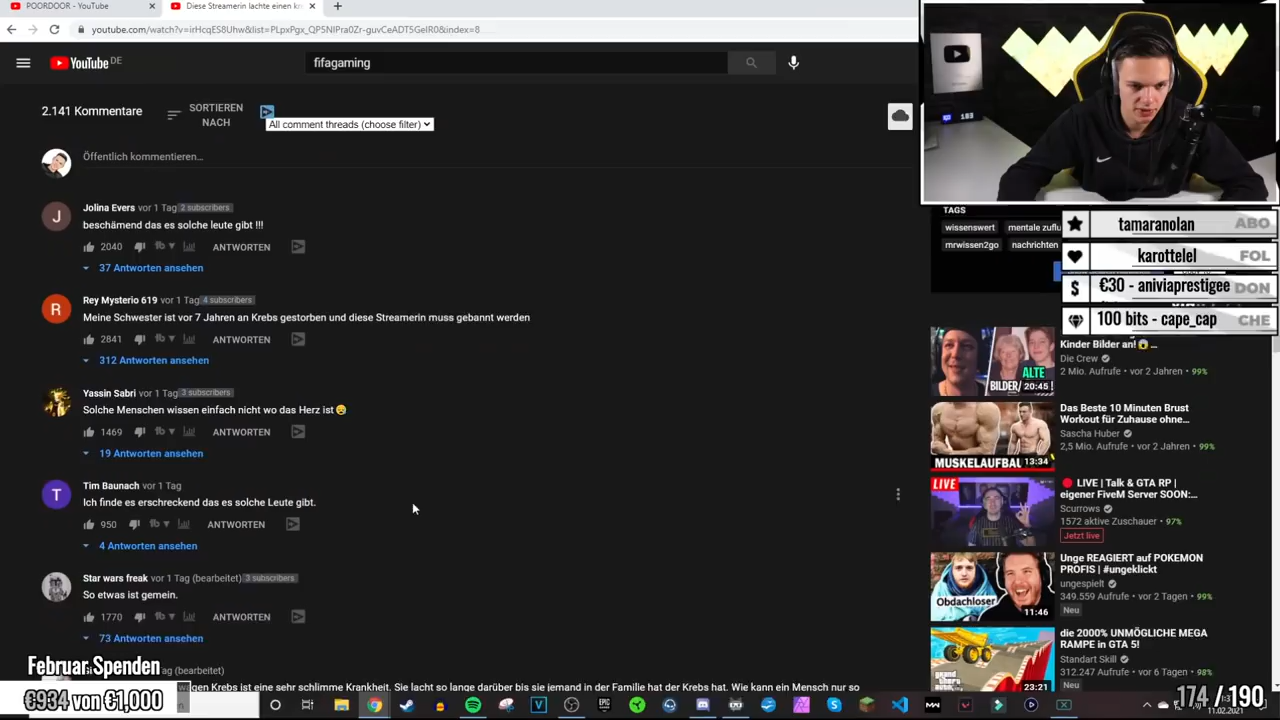 POORDOOR - YouTube
Diese Streamerin lachte einen kr
youtube.com/watch?v=irHcqES8Uhw&list=PLpxPgx_QP5NIPra0Zr-guvCeADT5GeIR0&index=8
YouTube DE
fifagaming
183
2.141 Kommentare
SORTIEREN
NACH
All comment threads (choose filter)
Öffentlich kommentieren...
Jolina Evers vor 1 Tag 2 subscribers
beschämend das es solche leute gibt !!!
2040 ANTWORTEN
37 Antworten ansehen
Rey Mysterio 619 vor 1 Tag 4 subscribers
Meine Schwester ist vor 7 Jahren an Krebs gestorben und diese Streamerin muss gebannt werden
2841 ANTWORTEN
312 Antworten ansehen
Yassin Sabri vor 1 Tag 3 subscribers
Solche Menschen wissen einfach nicht wo das Herz ist
1469 ANTWORTEN
19 Antworten ansehen
Tim Baunach vor 1 Tag
Ich finde es erschreckend das es solche Leute gibt.
950 ANTWORTEN
4 Antworten ansehen
Star wars freak vor 1 Tag (bearbeitet) 3 subscribers
So etwas ist gemein.
1770 ANTWORTEN
73 Antworten ansehen
Tag (bearbeitet)
Krebs ist eine sehr schlimme
Sie lacht so lange darüber bis sie jemand in der Familie hat der Krebs hat. Wie kann ein Mensch nur so
TAGS
wissenswert mentale zuflu
mrwissen2go nachrichten
tamaranolan ABO
karottelel FOL
€30 - aniviaprestigee DON
100 bits - cape_cap CHE
ALTE
BILDER!
20:45
Kinder Bilder an! ...
Die Crew
2 Mio. Aufrufe • vor 2 Jahren • 99%
MUSKELAUFBAU
13:34
Das Beste 10 Minuten Brust
Workout für Zuhause ohne...
Sascha Huber
2,5 Mio. Aufrufe • vor 2 Jahren • 99%
LIVE
LIVE | Talk & GTA RP |
eigener FiveM Server SOON:...
Scurrows
1572 aktive Zuschauer • 97%
Jetzt live
Obdachloser
11:46
Unge REAGIERT auf POKEMON
PROFIS | #ungeklickt
ungespielt
349.559 Aufrufe • vor 2 Tagen • 99%
Neu
23:21
die 2000% UNMÖGLICHE MEGA
RAMPE in GTA 5!
Standart Skill
312.247 Aufrufe • vor 6 Tagen • 98%
Neu
Februar Spenden
€934 von €1,000
174 / 190
11.02.2021